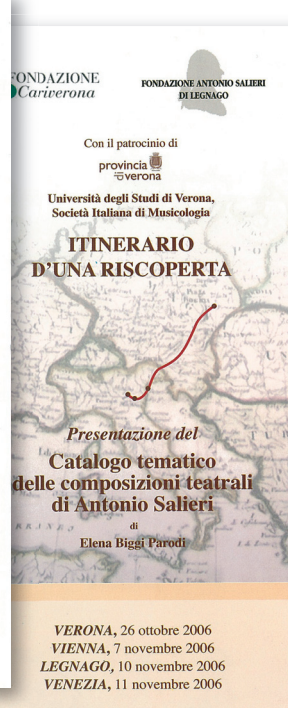 FONDAZIONE
Cariverona
FONDAZIONE ANTONIO SALIERI
DI LEGNAGO
Con il patrocinio di
provincia
di verona
Università degli Studi di Verona,
Società Italiana di Musicologia
ITINERARIO
D'UNA RISCOPERTA
Presentazione del
Catalogo tematico
delle composizioni teatrali
di Antonio Salieri
di
Elena Biggi Parodi
VERONA, 26 ottobre 2006
VIENNA, 7 novembre 2006
LEGNAGO, 10 novembre 2006
VENEZIA, 11 novembre 2006